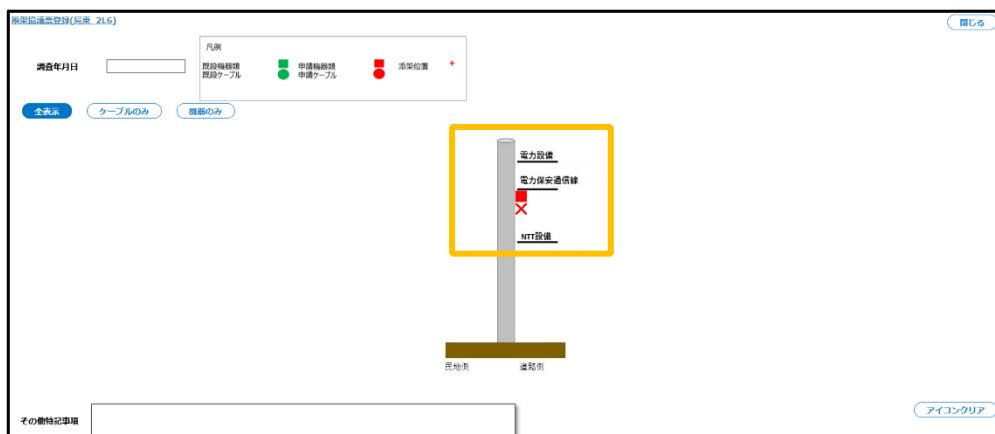 添架協議票登録(局東 2L6)
閉じる
凡例
調査年月日
既設機器類
既設ケーブル
申請機器類
申請ケーブル
添架位置
全表示
ケーブルのみ
機器のみ
電力設備
電力保安通信線
NTT設備
民地側
道路側
その他特記事項
アイコンクリア